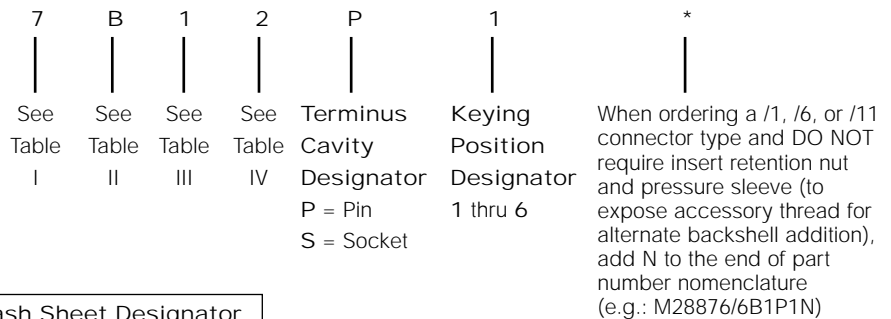 7 B 1 2 P 1 *
See See See See Terminus Keying When ordering a /1, /6, or /11
Table Table Table Table Cavity Position connector type and DO NOT
I II III IV Designator Designator require insert retention nut
P = Pin 1 thru 6 and pressure sleeve (to
S = Socket expose accessory thread for
alternate backshell addition),
add N to the end of part
number nomenclature
(e.g.: M28876/6B1P1N)
Sheet Designator